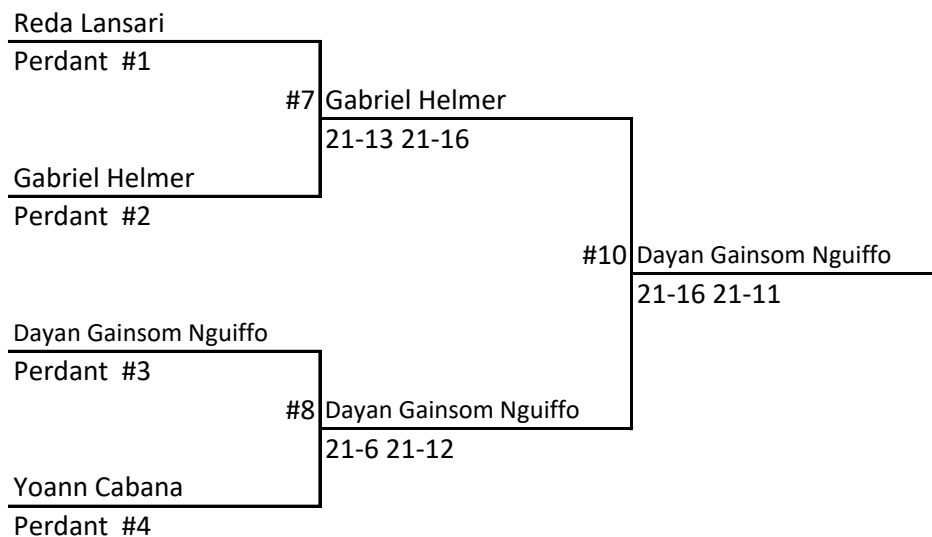 Reda Lansari
Perdant #1
#7 Gabriel Helmer
21-13 21-16
Gabriel Helmer
Perdant #2
#10 Dayan Gainsom Nguiffo
21-16 21-11
Dayan Gainsom Nguiffo
Perdant #3
#8 Dayan Gainsom Nguiffo
21-6 21-12
Yoann Cabana
Perdant #4